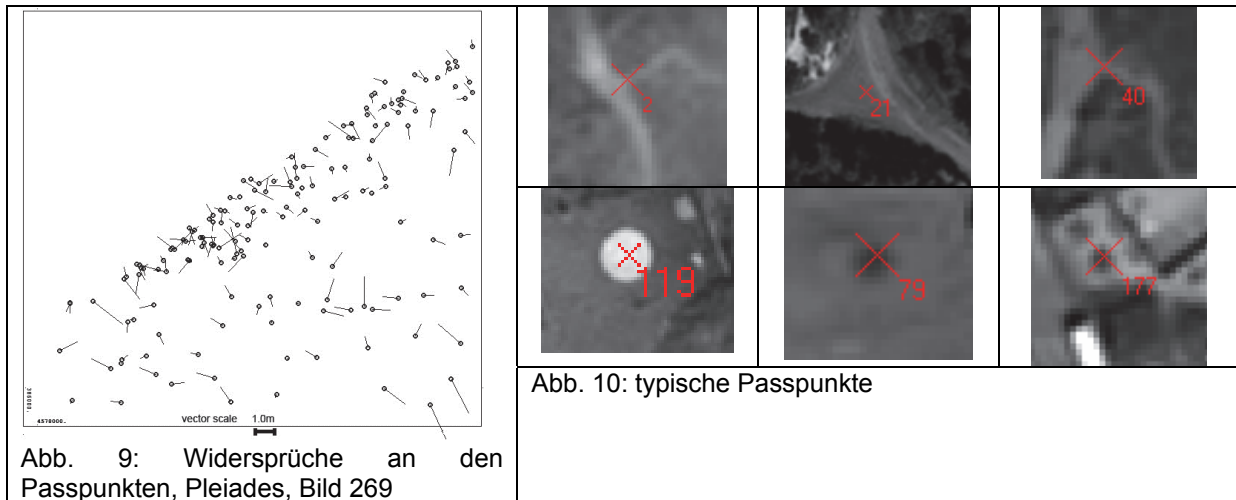 2
21
40
119
79
177
4578000.
vector scale 1.0m
Abb. 9: Widersprüche an den
Passpunkten, Pleiades, Bild 269
Abb. 10: typische Passpunkte